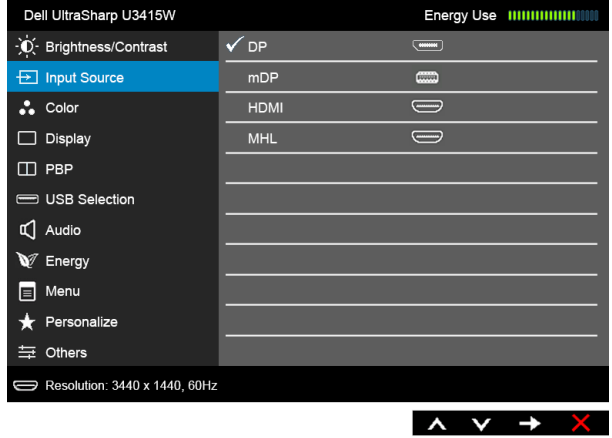 Dell UltraSharp U3415W Energy Use
Brightness/Contrast DP
Input Source mDP
Color HDMI
Display MHL
PBP
USB Selection
Audio
Energy
Menu
Personalize
Others
Resolution: 3440 x 1440, 60Hz